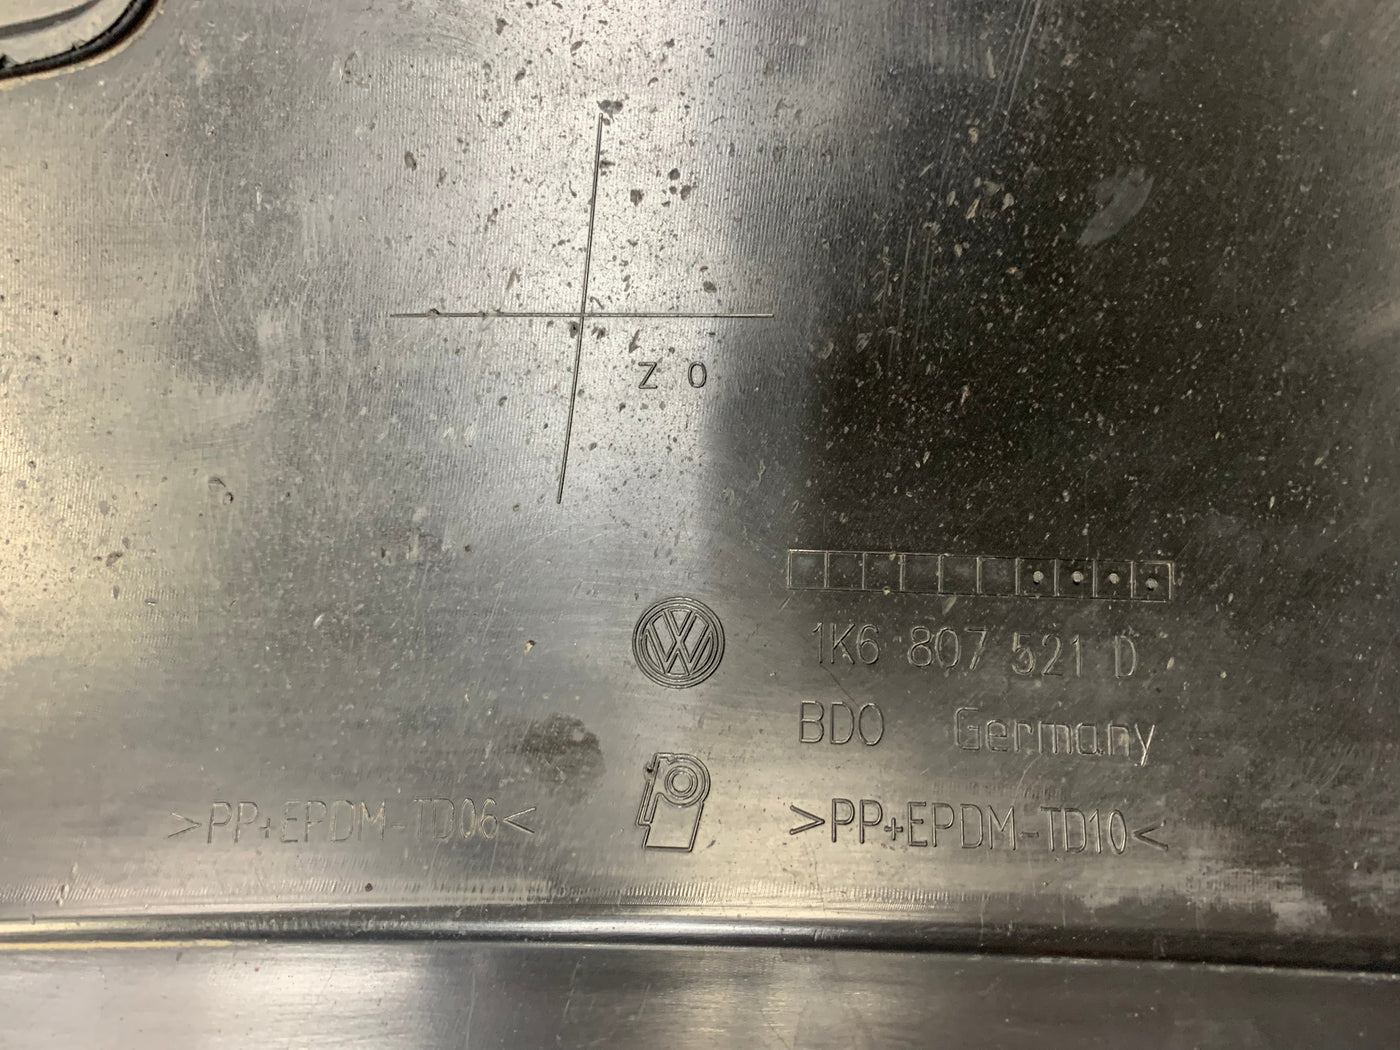 Z O
1K6 807 521 D
BDO Germany
>PP+EPDM-TD06<
>PP+EPDM-TD10<